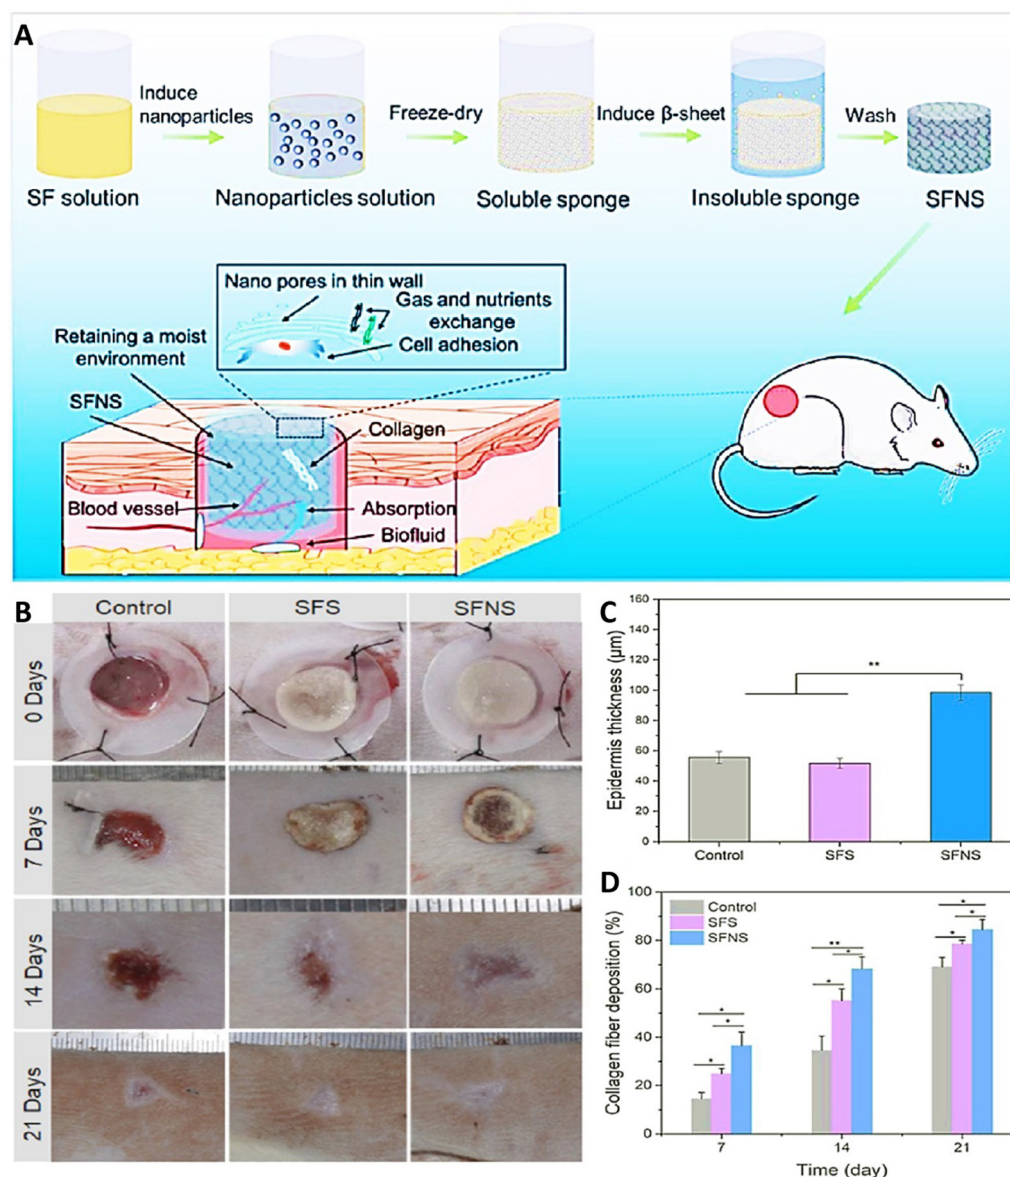 A
Induce
nanoparticles
Freeze-dry
Induce β-sheet
Wash
SF solution
Nanoparticles solution
Soluble sponge
Insoluble sponge
SFNS
Nano pores in thin wall
Gas and nutrients
exchange
Cell adhesion
Retaining a moist
environment
SFNS
Collagen
Blood vessel
Absorption
Biofluid
B
Control
SFS
SFNS
0 Days
7 Days
14 Days
21 Days
C
Epidermis thickness (μm)
160
140
120
100
80
60
40
20
0
**
Control
SFS
SFNS
D
Collagen fiber deposition (%)
100
80
60
40
20
0
Control
SFS
SFNS
*
*
*
**
*
*
*
*
*
7
14
21
Time (day)